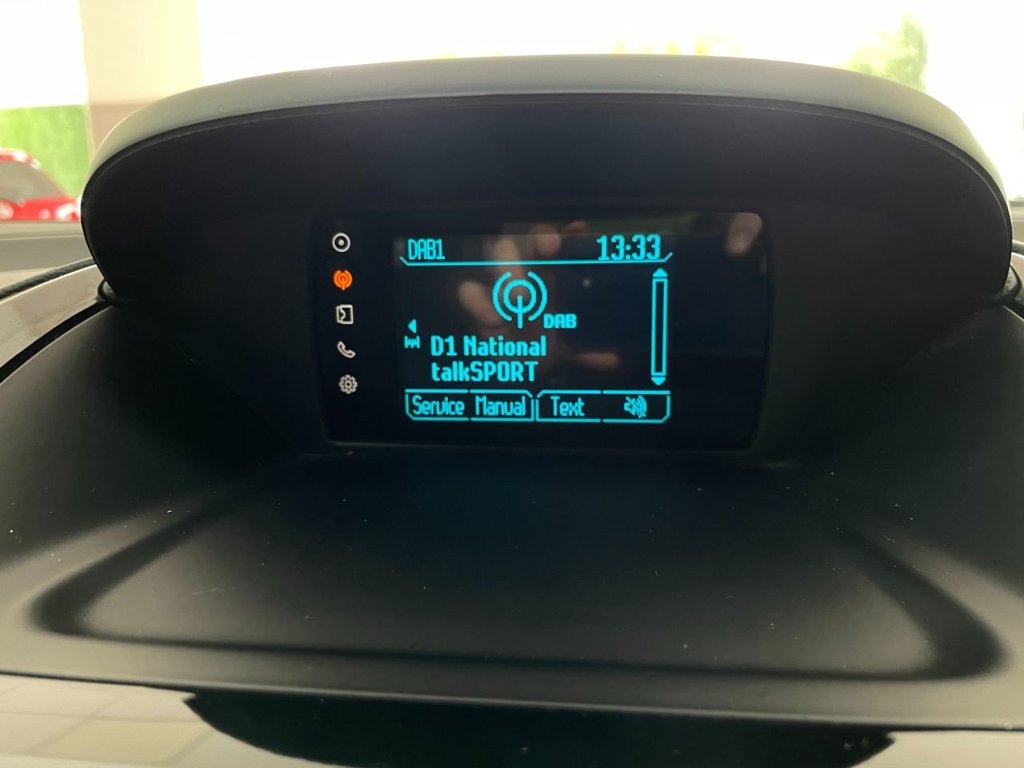 DAB1 13:33
DAB
D1 National
talkSPORT
Service Manual Text